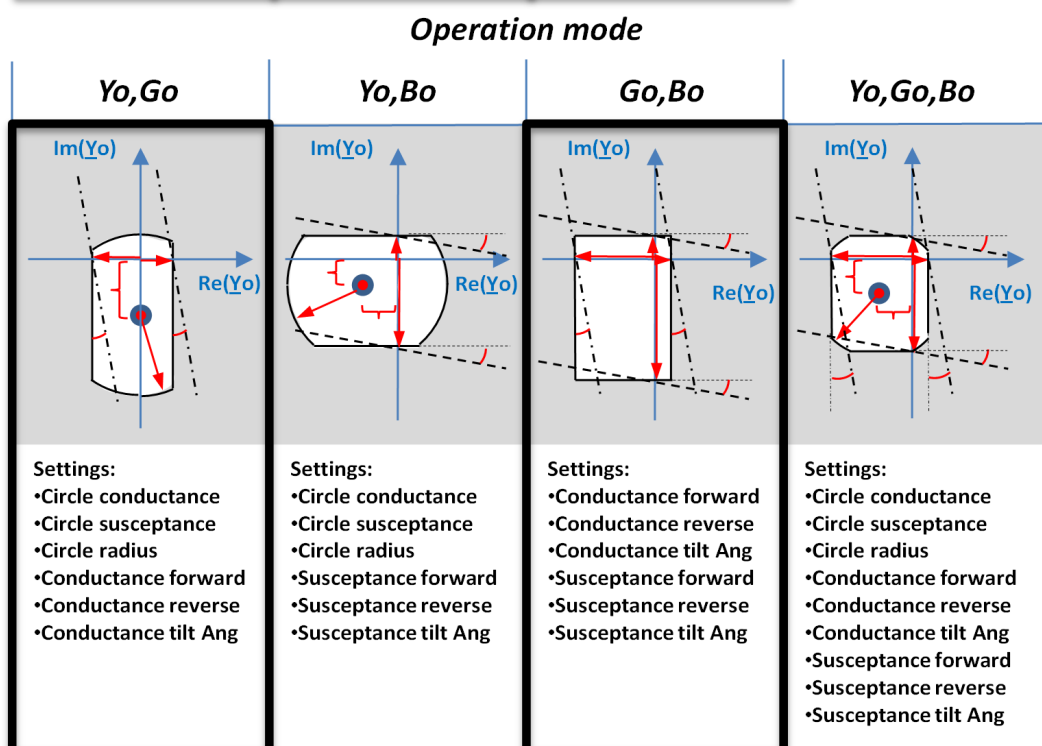 Operation mode
Yo,Go
Yo,Bo
Go,Bo
Yo,Go,Bo
Im(Yo)
Re(Yo)
Im(Yo)
Re(Yo)
Im(Yo)
Re(Yo)
Im(Yo)
Re(Yo)
Settings:
•Circle conductance
•Circle susceptance
•Circle radius
•Conductance forward
•Conductance reverse
•Conductance tilt Ang
Settings:
•Circle conductance
•Circle susceptance
•Circle radius
•Susceptance forward
•Susceptance reverse
•Susceptance tilt Ang
Settings:
•Conductance forward
•Conductance reverse
•Conductance tilt Ang
•Susceptance forward
•Susceptance reverse
•Susceptance tilt Ang
Settings:
•Circle conductance
•Circle susceptance
•Circle radius
•Conductance forward
•Conductance reverse
•Conductance tilt Ang
•Susceptance forward
•Susceptance reverse
•Susceptance tilt Ang